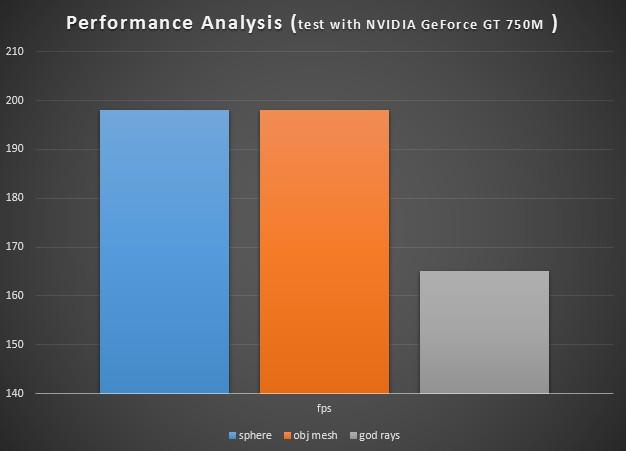 Performance Analysis (test with NVIDIA GeForce GT 750M )
210
200
190
180
170
160
150
140
fps
sphere obj mesh god rays